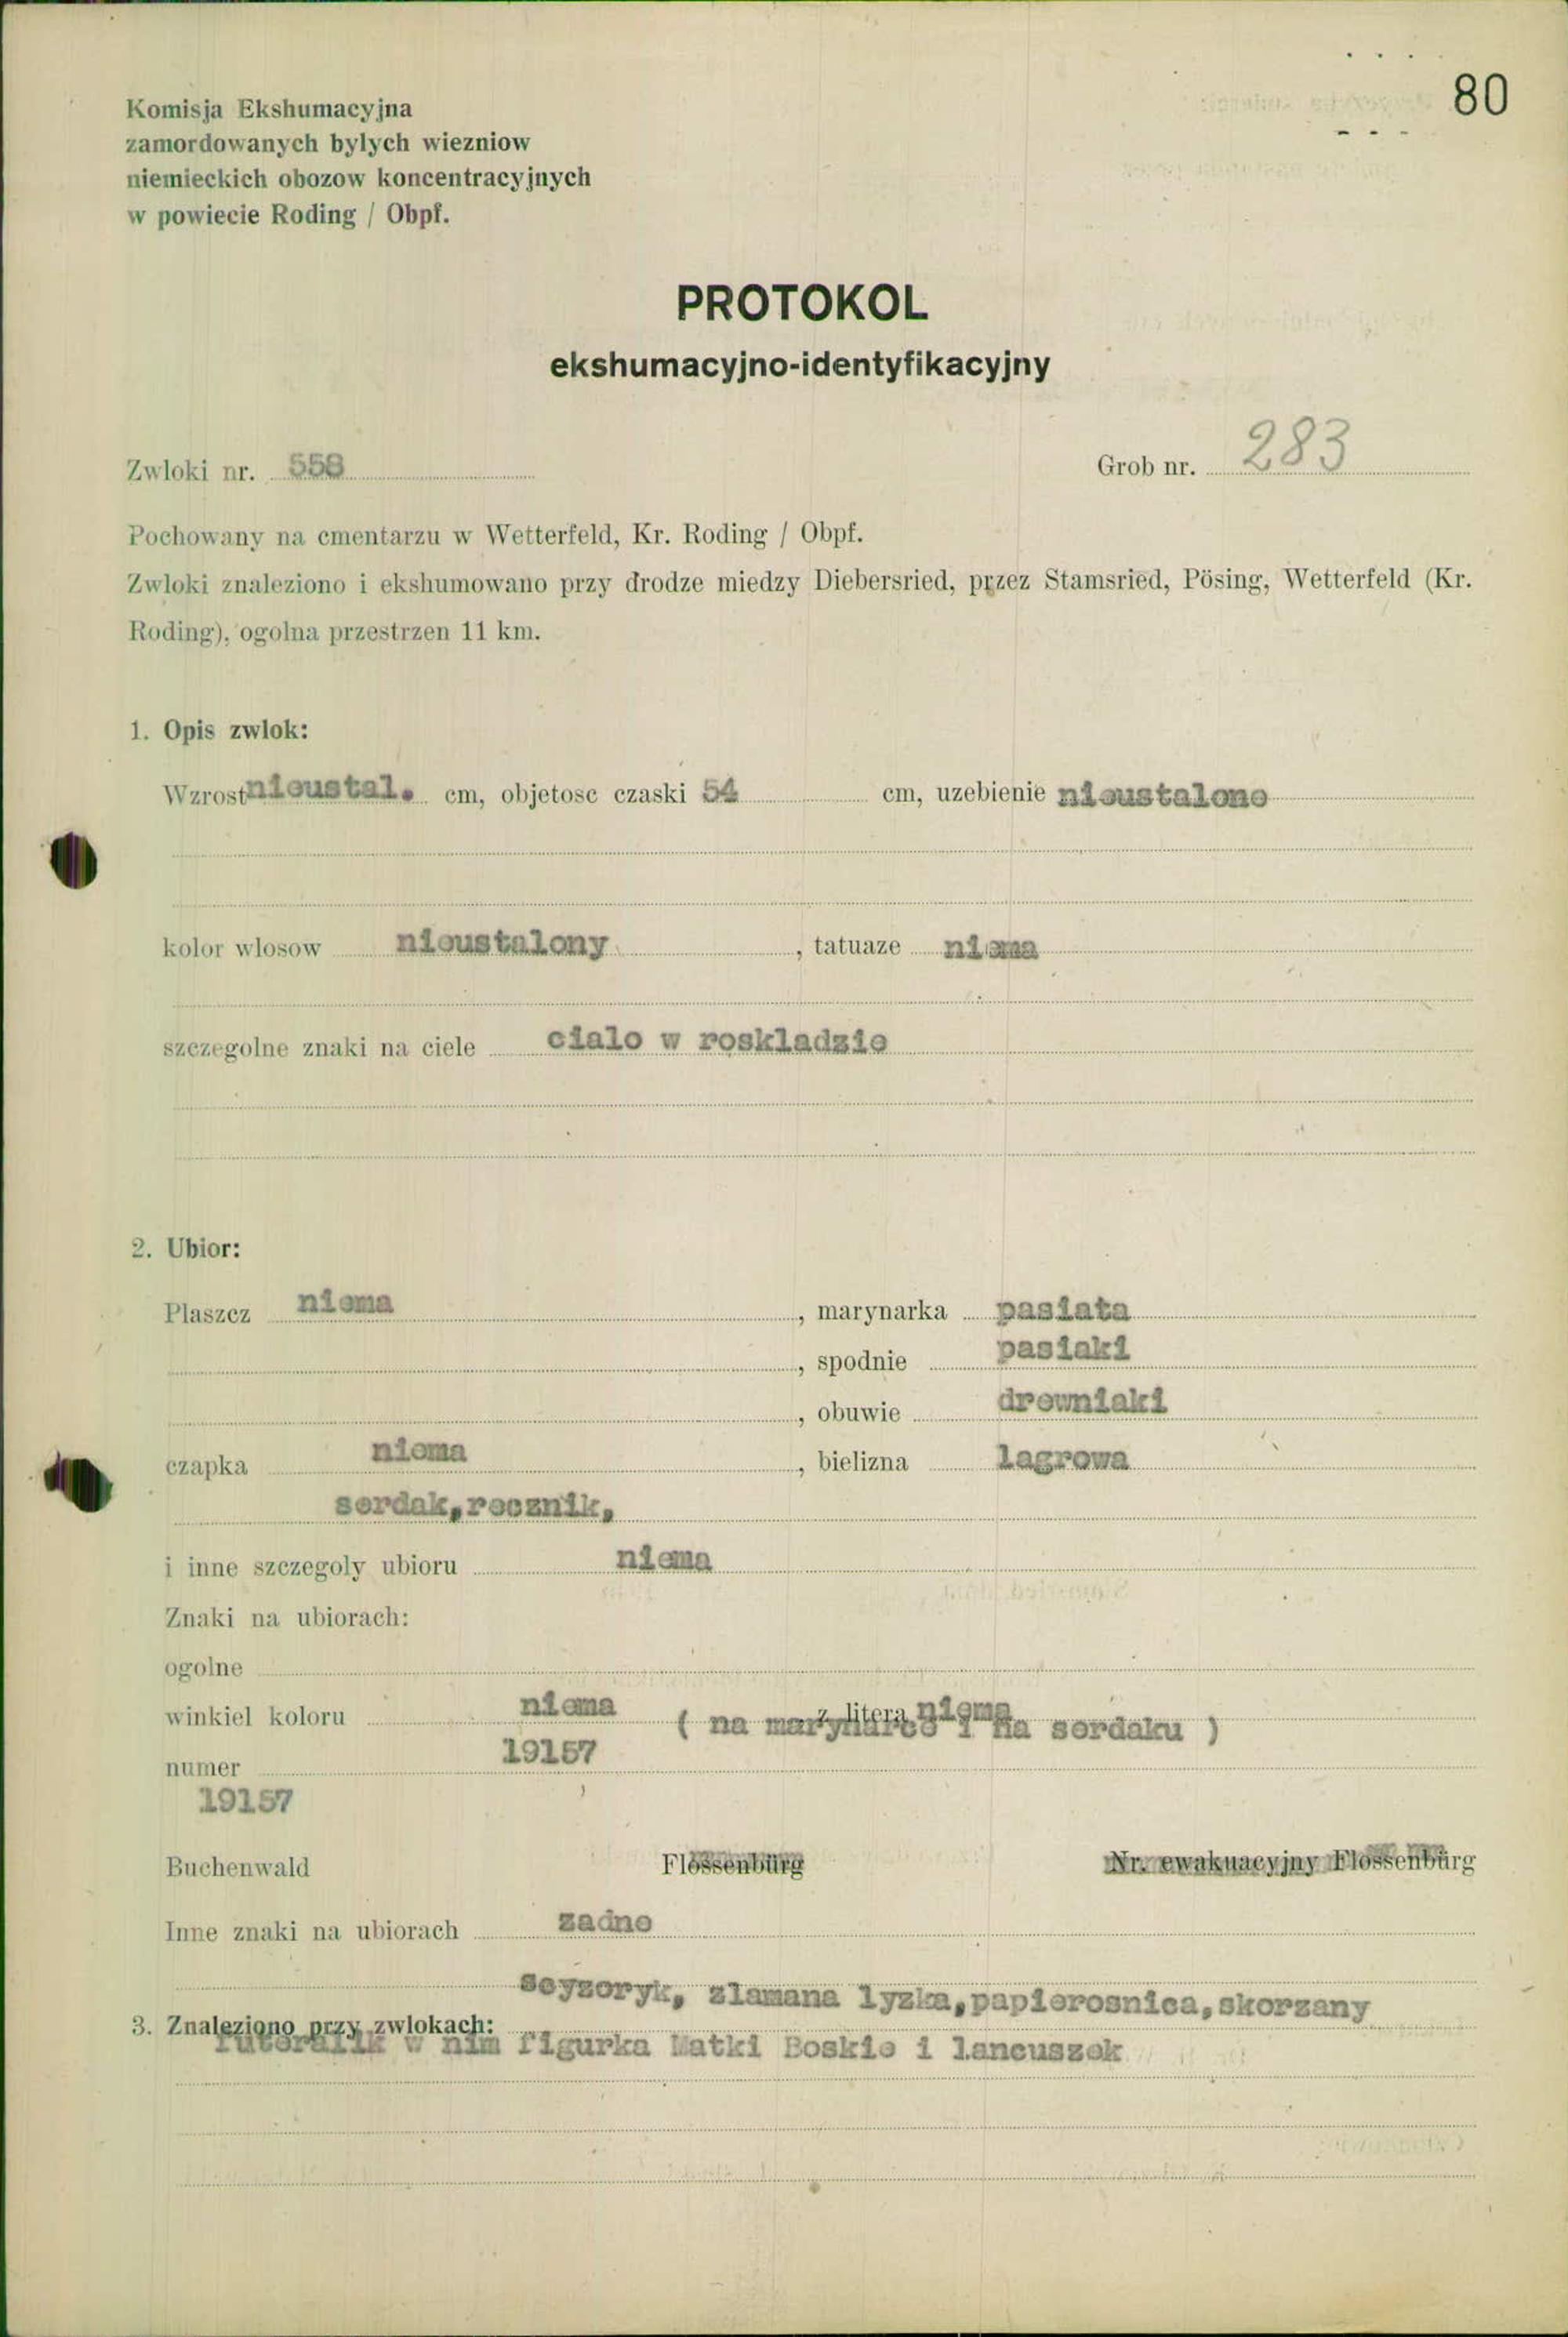 80
Komisja Ekshumacyjna
zamordowanych bylych wiezniow
niemieckich obozow koncentracyjnych
w powiecie Roding / Obpf.
PROTOKOL
ekshumacyjno-identyfikacyjny
Zwloki nr. 558 Grob nr. 283
Pochowany na cmentarzu w Wetterfeld, Kr. Roding / Obpf.
Zwloki znaleziono i ekshumowano przy drodze miedzy Diebersried, przez Stamsried, Pösing, Wetterfeld (Kr.
Roding), ogolna przestrzen 11 km.
1. Opis zwlok:
Wzrost nieustal. cm, objetosc czaski 54 cm, uzebienie nieustalone
kolor wlosow nieustalony, tatuaze niema
szczegolne znaki na ciele cialo w roskladzie
2. Ubior:
Plaszcz niema, marynarka pasiata
, spodnie pasiaki
, obuwie drewniaki
czapka niema, bielizna lagrowa
serdak,recznik,
i inne szczegoly ubioru niema
Znaki na ubiorach:
ogolne
winkiel koloru niema z litera niema
( na marynarce i na serdaku )
numer 19157
19157
Buchenwald Flossenbürg Nr. ewakuacyjny Flossenbürg
Inne znaki na ubiorach zadne
scyzoryk, zlamana lyzka,papierosnica,skorzany
3. Znaleziono przy zwlokach:
futeralik w nim figurka Matki Boskie i lancuszek